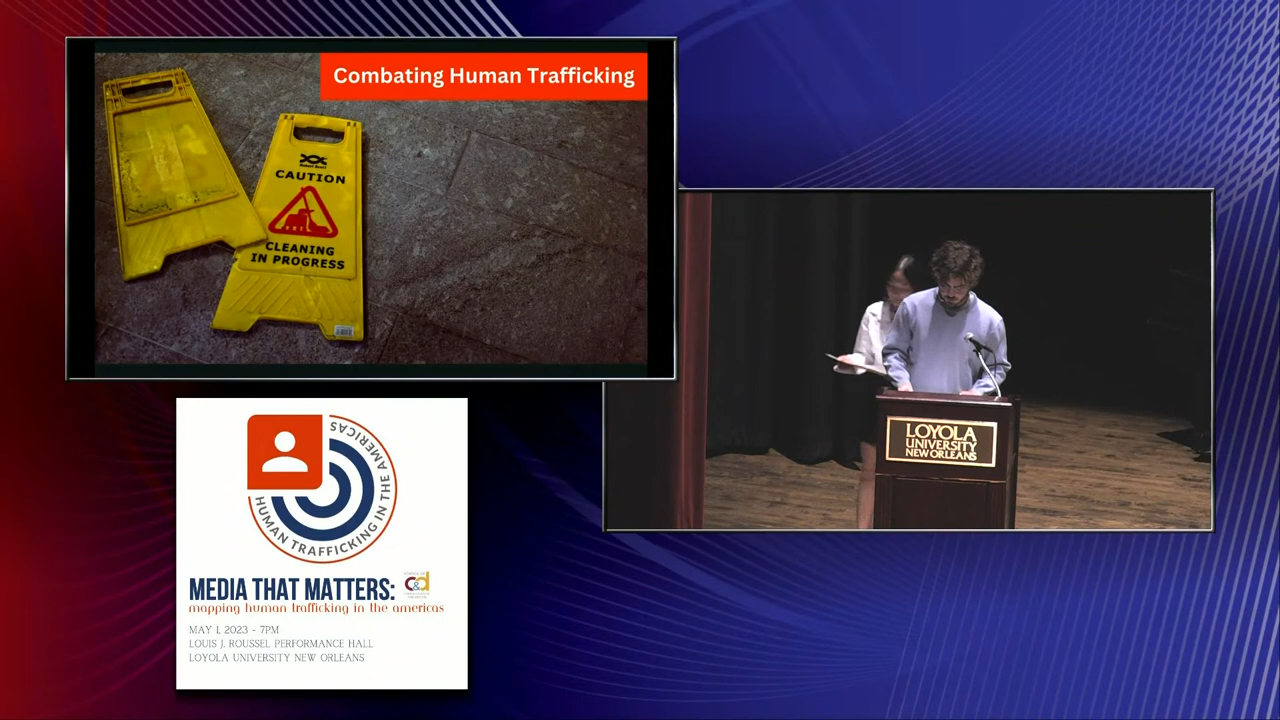 Combating Human Trafficking
CAUTION
CLEANING
IN PROGRESS
LOYOLA
UNIVERSITY
NEW ORLEANS
HUMAN TRAFFICKING IN THE AMERICAS
MEDIA THAT MATTERS:
c&d
mapping human trafficking in the americas
MAY 1, 2023 - 7PM
LOUIS J. ROUSSEL PERFORMANCE HALL
LOYOLA UNIVERSITY NEW ORLEANS